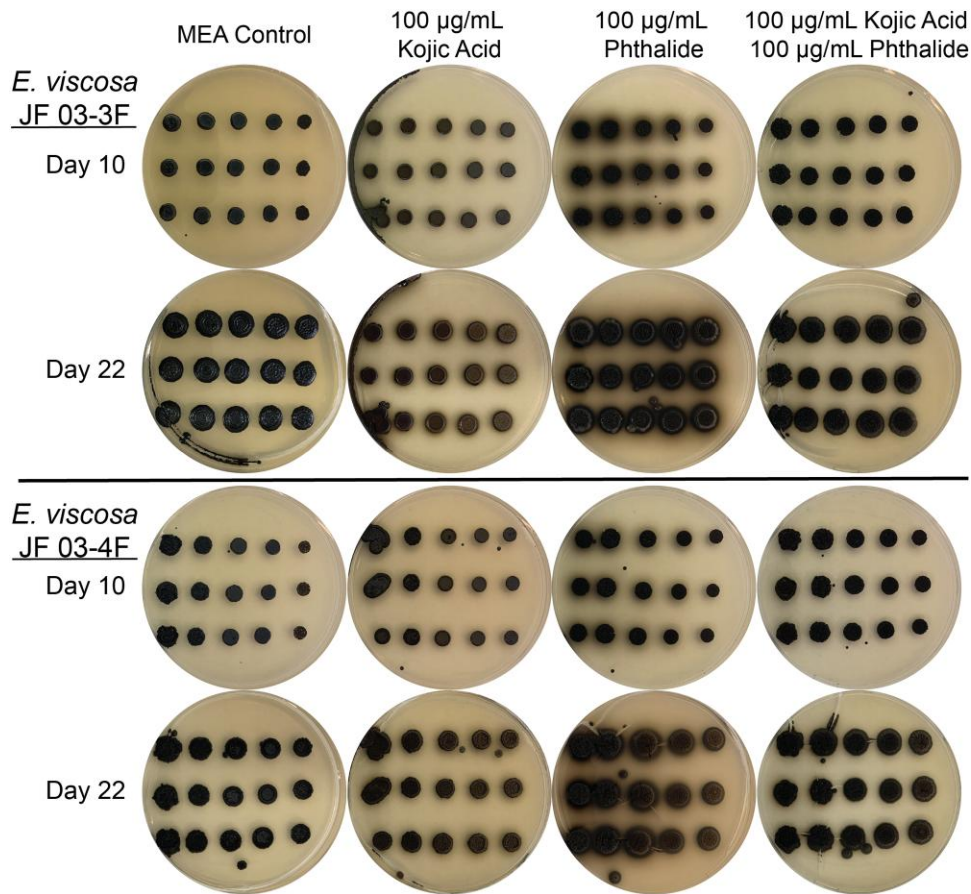 MEA Control
100 µg/mL
Kojic Acid
100 µg/mL
Phthalide
100 µg/mL Kojic Acid
100 µg/mL Phthalide
E. viscosa
JF 03-3F
Day 10
Day 22
E. viscosa
JF 03-4F
Day 10
Day 22